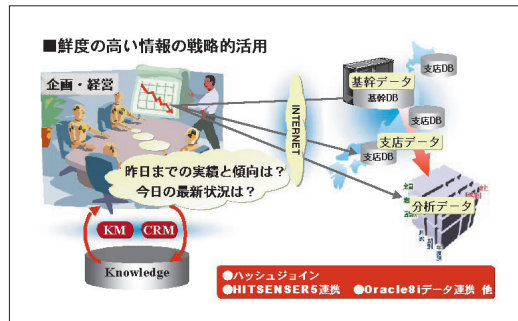 ■鮮度の高い情報の戦略的活用
企画・経営
基幹データ
基幹DB
支店DB
支店DB
支店データ
支店DB
INTERNET
昨日までの実績と傾向は？
今日の最新状況は？
分析データ
KM
CRM
Knowledge
●ハッシュジョイン
●HITSENSER5連携 ●Oracle8iデータ連携 他